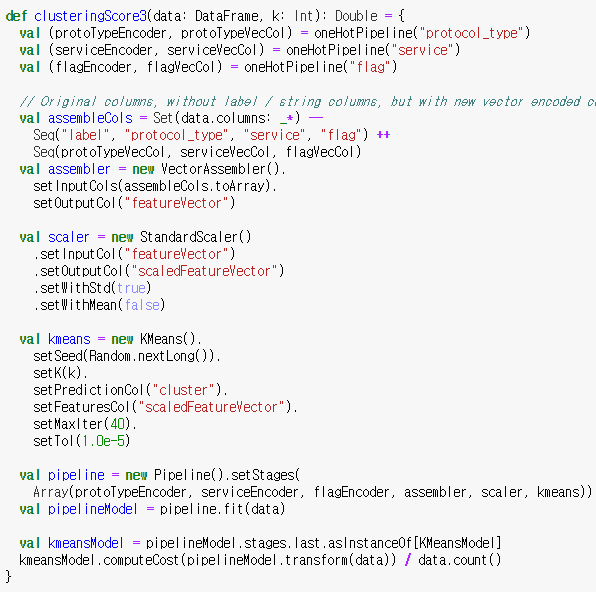 def clusteringScore3(data: DataFrame, k: Int): Double = {
  val (protoTypeEncoder, protoTypeVecCol) = oneHotPipeline("protocol_type")
  val (serviceEncoder, serviceVecCol) = oneHotPipeline("service")
  val (flagEncoder, flagVecCol) = oneHotPipeline("flag")

  // Original columns, without label / string columns, but with new vector encoded
  val assembleCols = Set(data.columns: _*) --
    Seq("label", "protocol_type", "service", "flag") ++
    Seq(protoTypeVecCol, serviceVecCol, flagVecCol)
  val assembler = new VectorAssembler().
    setInputCols(assembleCols.toArray).
    setOutputCol("featureVector")

  val scaler = new StandardScaler()
    .setInputCol("featureVector")
    .setOutputCol("scaledFeatureVector")
    .setWithStd(true)
    .setWithMean(false)

  val kmeans = new KMeans().
    setSeed(Random.nextLong()).
    setK(k).
    setPredictionCol("cluster").
    setFeaturesCol("scaledFeatureVector").
    setMaxIter(40).
    setTol(1.0e-5)

  val pipeline = new Pipeline().setStages(
    Array(protoTypeEncoder, serviceEncoder, flagEncoder, assembler, scaler, kmeans))
  val pipelineModel = pipeline.fit(data)

  val kmeansModel = pipelineModel.stages.last.asInstanceOf[KMeansModel]
  kmeansModel.computeCost(pipelineModel.transform(data)) / data.count()
}